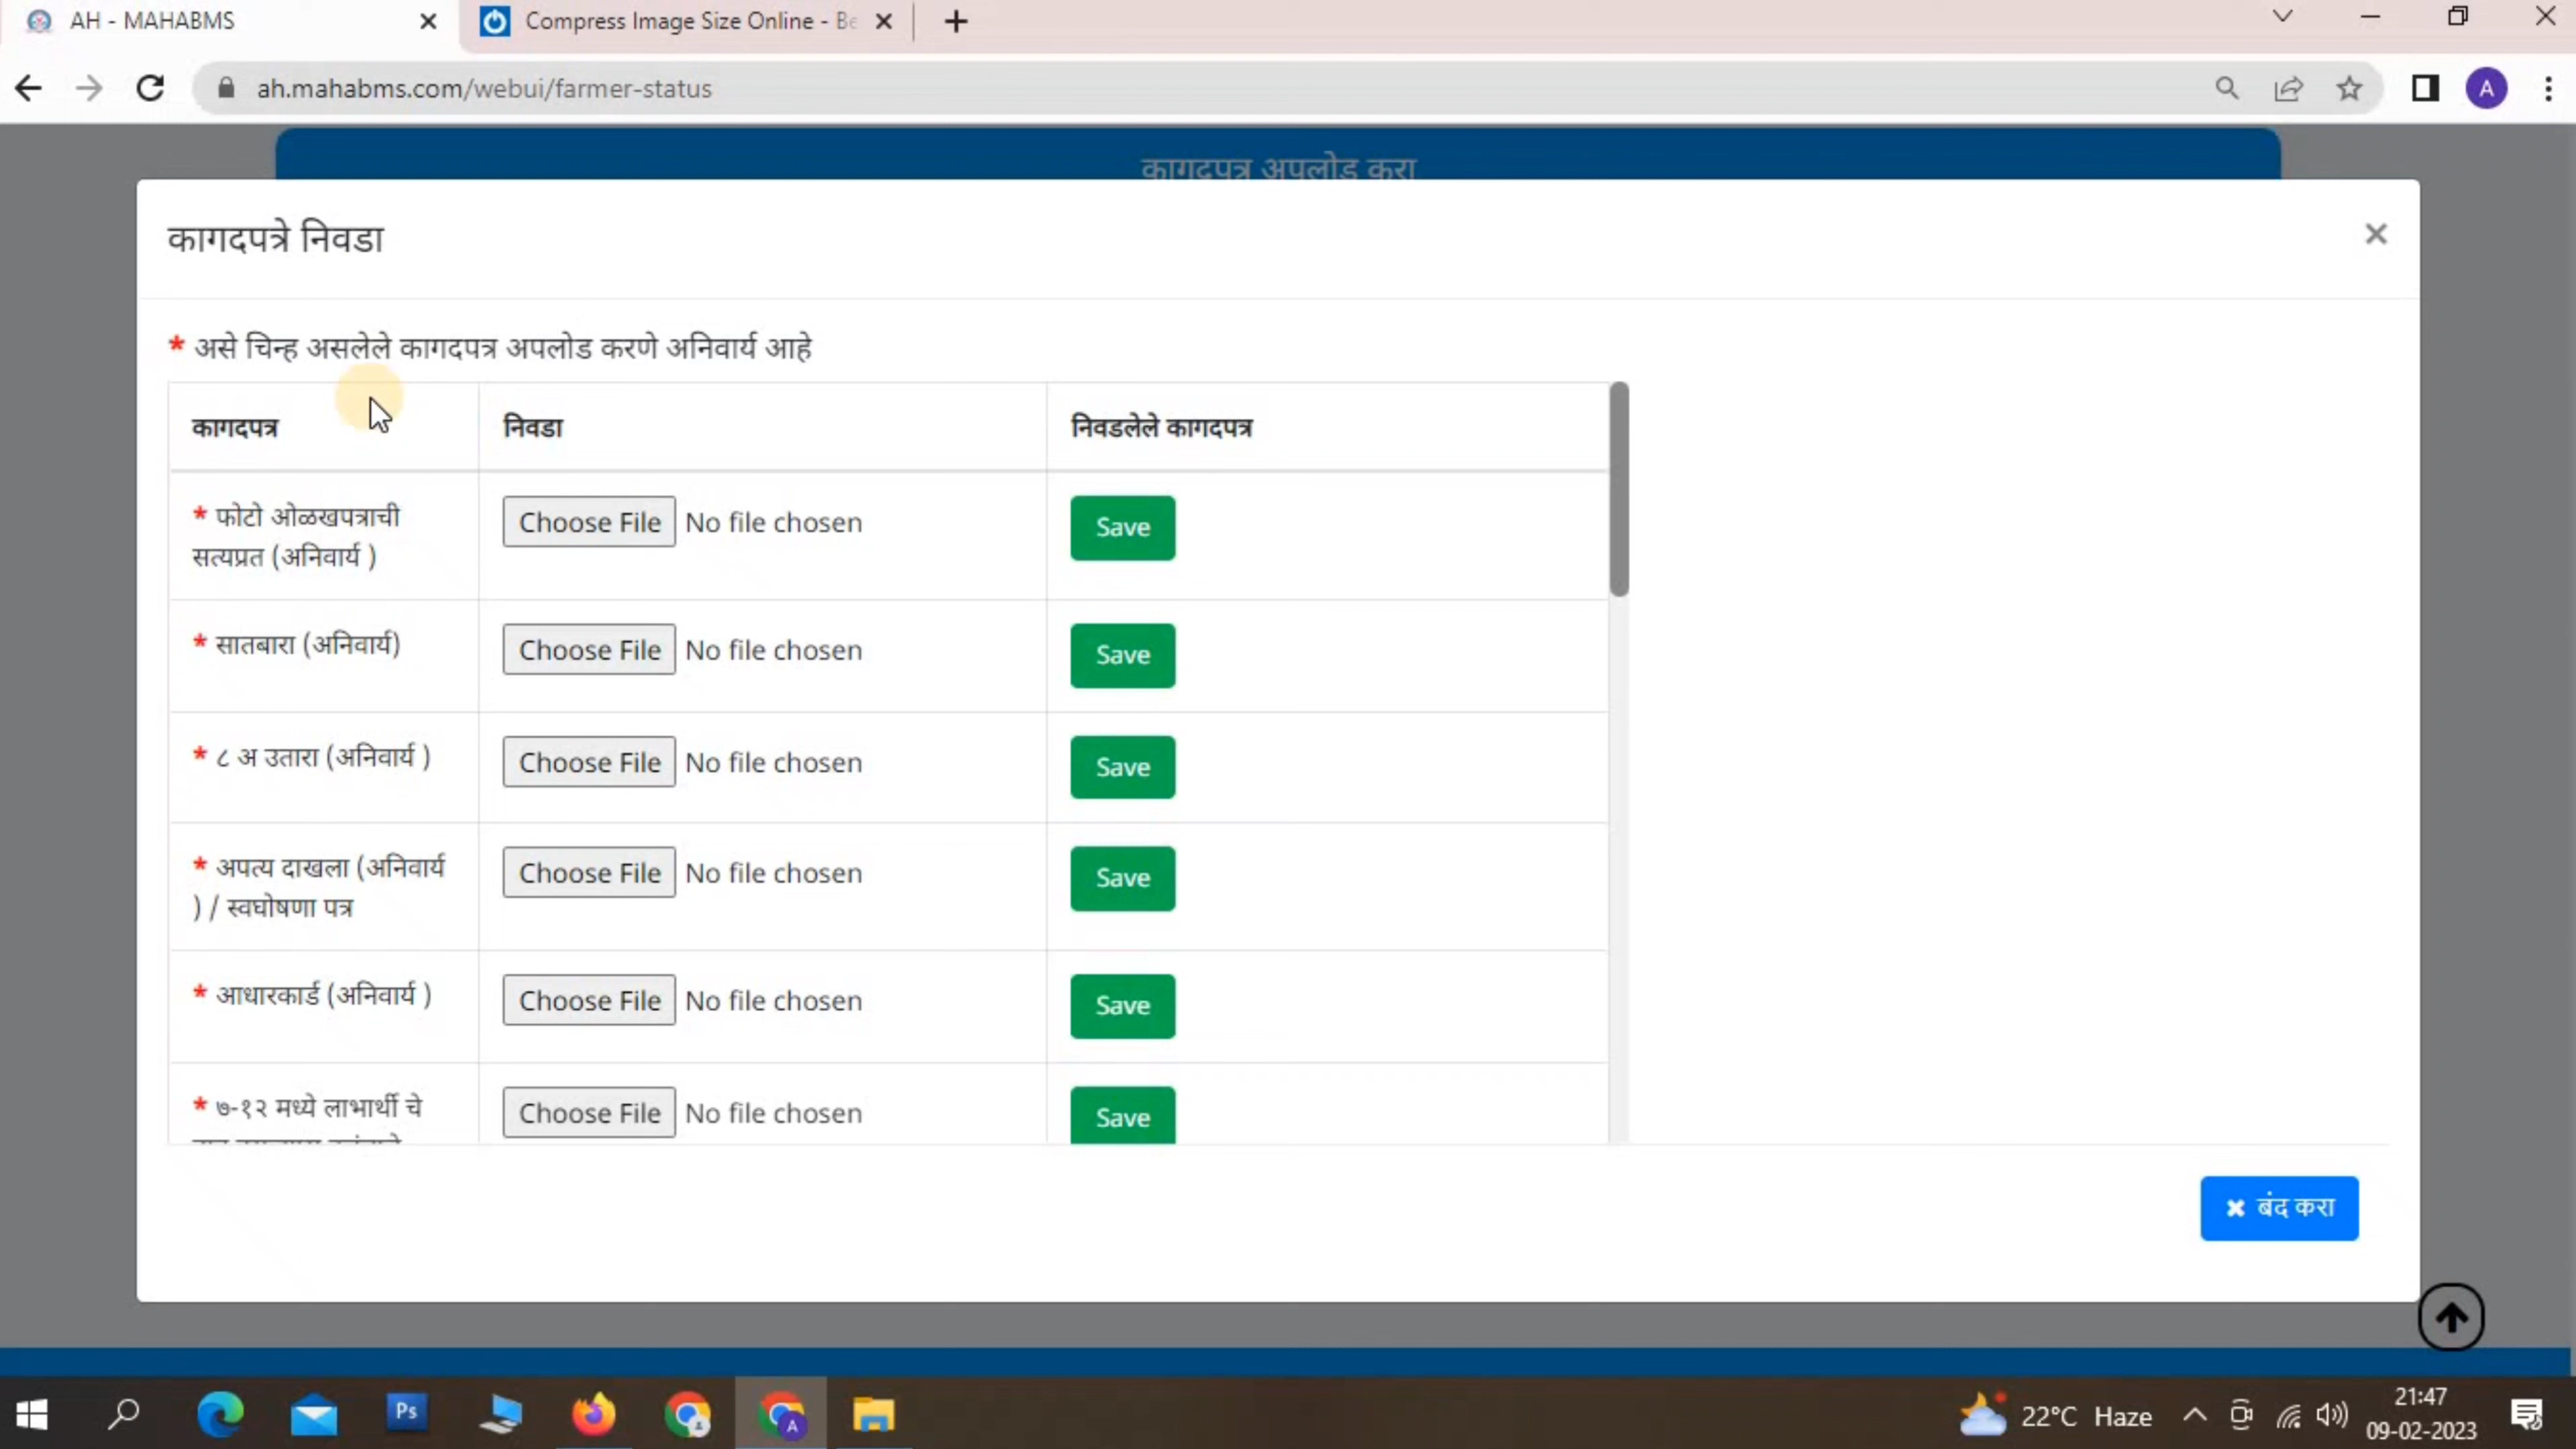 AH - MAHABMS
Compress Image Size Online - Be
ah.mahabms.com/webui/farmer-status
A
कागदपत्र अपलोड करा
कागदपत्रे निवडा
* असे चिन्ह असलेले कागदपत्र अपलोड करणे अनिवार्य आहे
कागदपत्र निवडा निवडलेले कागदपत्र
* फोटो ओळखपत्राची
सत्यप्रत (अनिवार्य )
Choose File No file chosen Save
* सातबारा (अनिवार्य) Choose File No file chosen Save
* ८ अ उतारा (अनिवार्य ) Choose File No file chosen Save
* अपत्य दाखला (अनिवार्य
) / स्वघोषणा पत्र
Choose File No file chosen Save
* आधारकार्ड (अनिवार्य ) Choose File No file chosen Save
* ७-१२ मध्ये लाभार्थी चे Choose File No file chosen Save
बंद करा
Ps
A
22°C Haze
21:47
09-02-2023